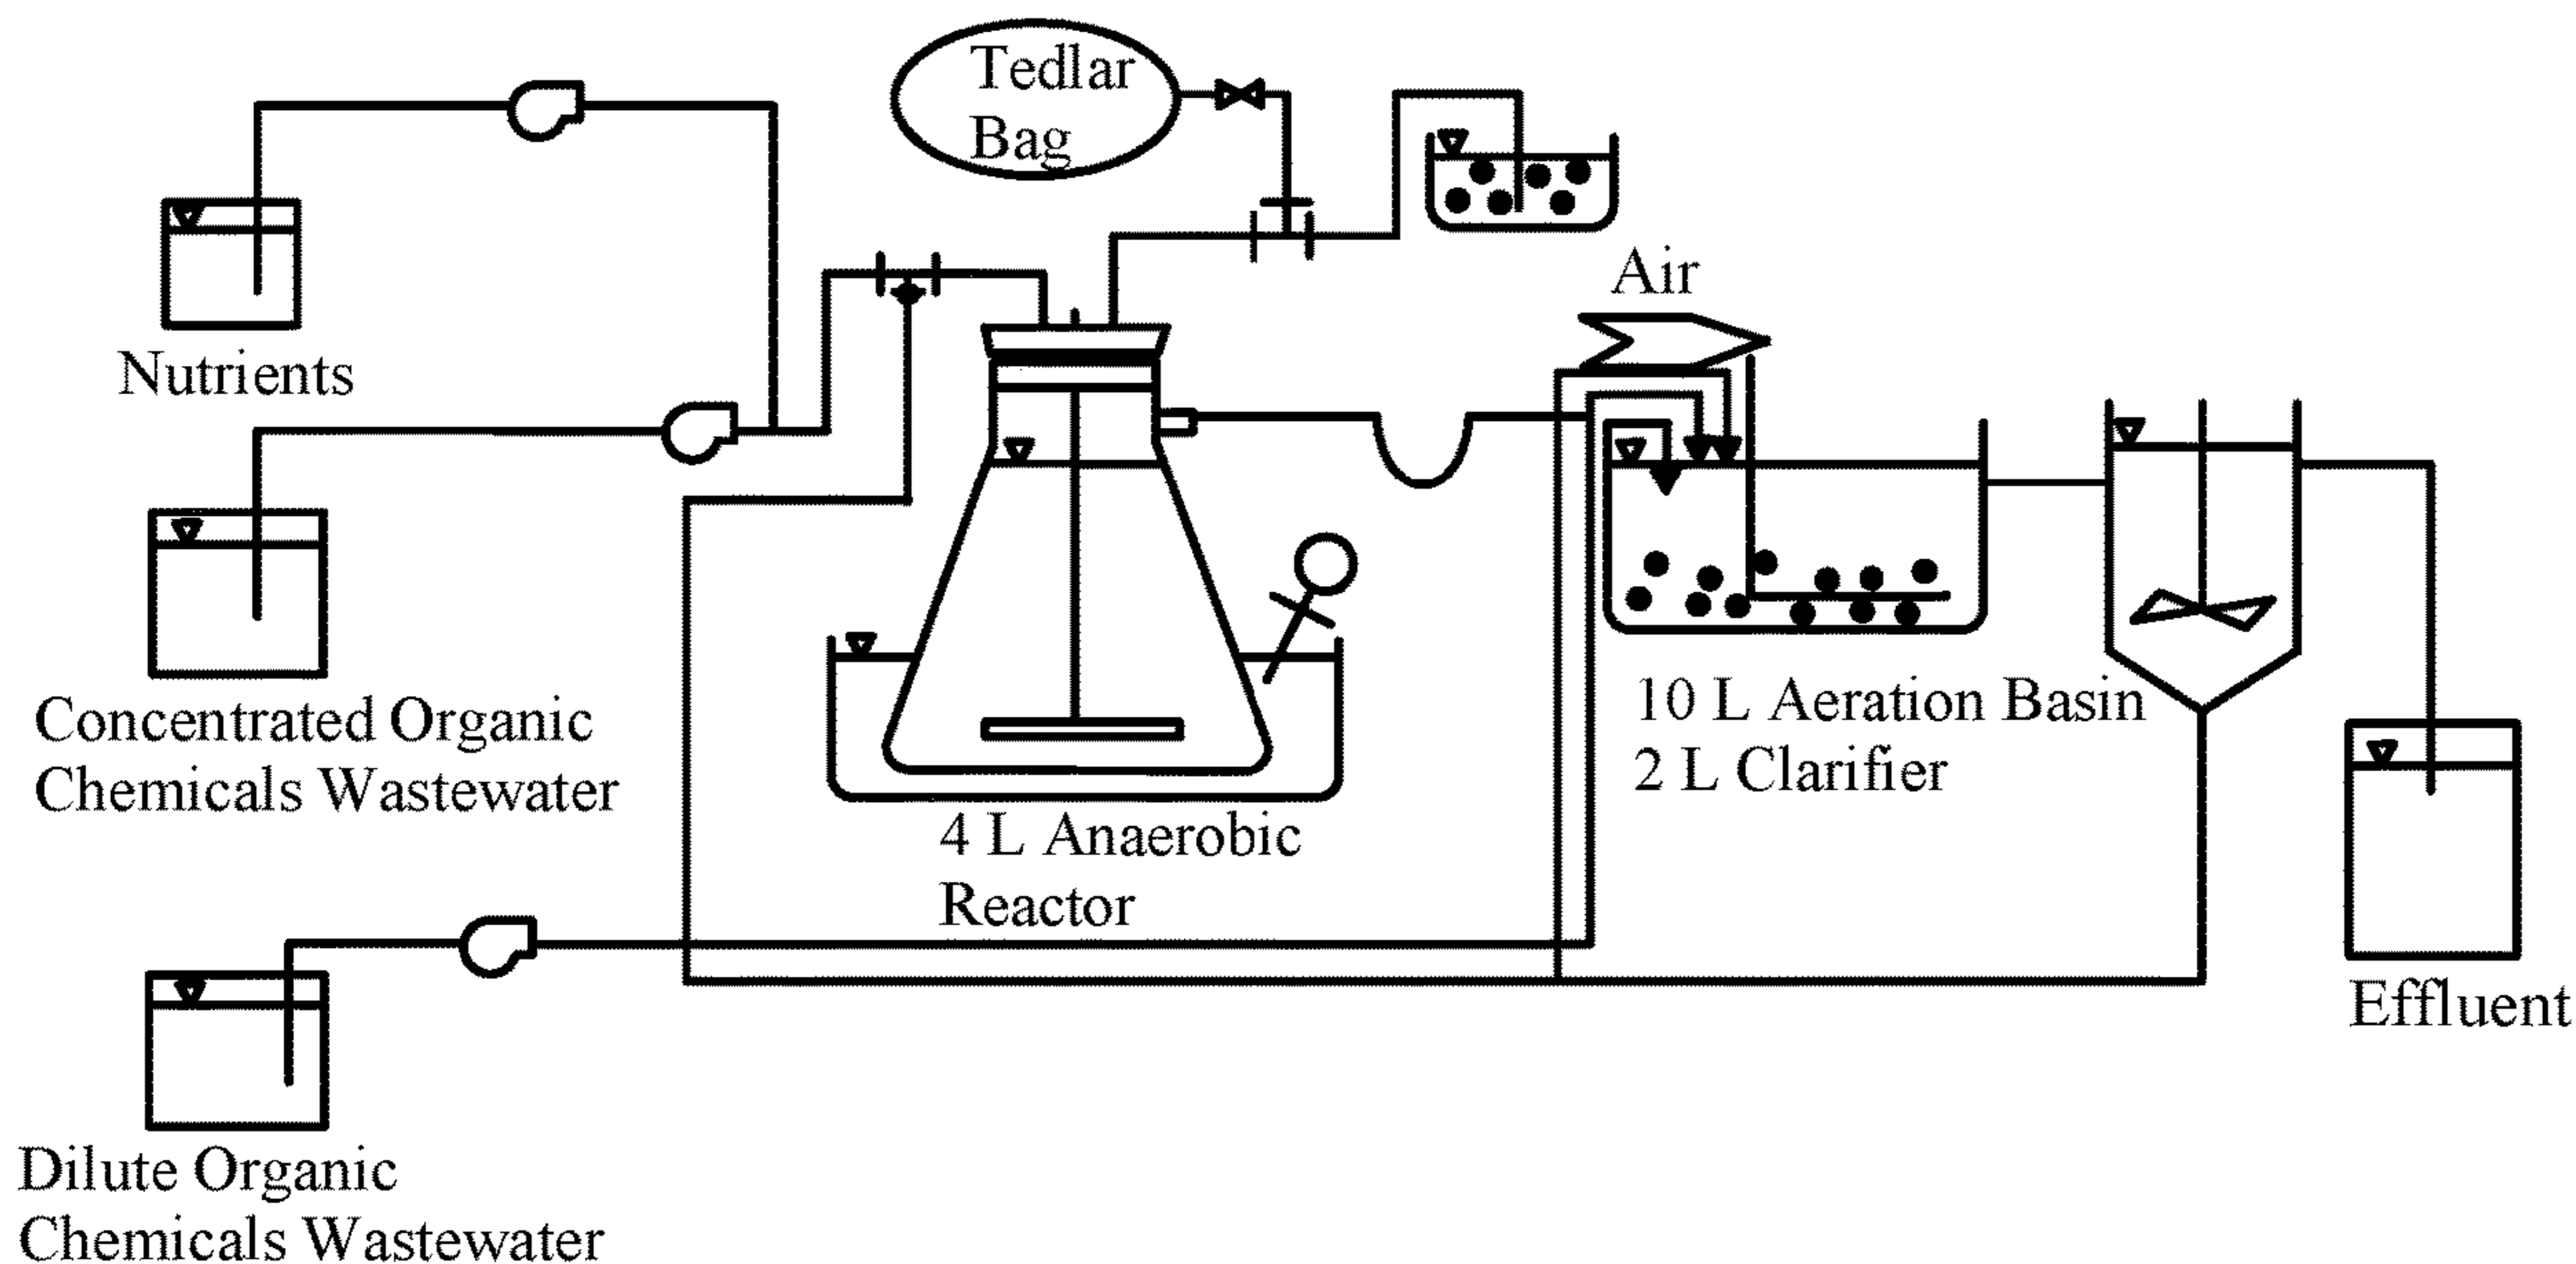 Tedlar
Bag
Air
Nutrients
Concentrated Organic
Chemicals Wastewater
10 L Aeration Basin
2 L Clarifier
4 L Anaerobic
Reactor
Effluent
Dilute Organic
Chemicals Wastewater